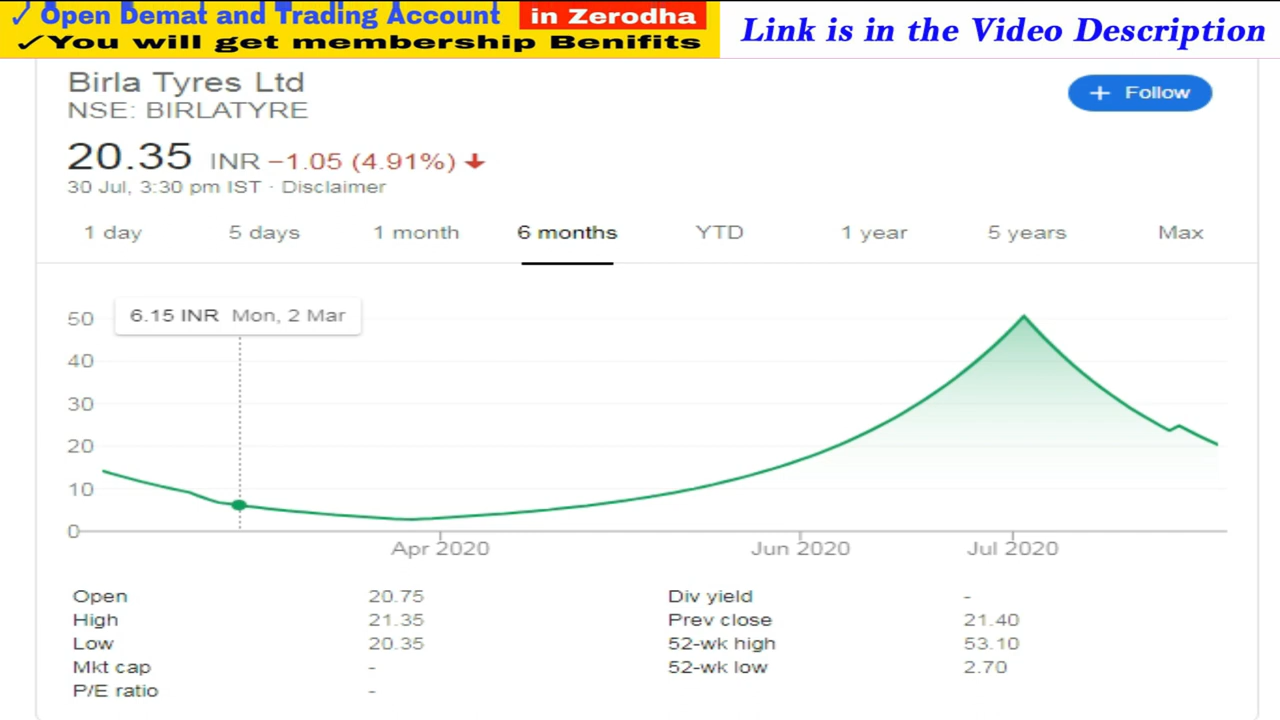 ✓ Open Demat and Trading Account in Zerodha
✓You will get membership Benifits
Link is in the Video Description
Birla Tyres Ltd
NSE: BIRLATYRE
+ Follow
20.35 INR −1.05 (4.91%) ↓
30 Jul, 3:30 pm IST · Disclaimer
1 day 5 days 1 month 6 months YTD 1 year 5 years Max
6.15 INR Mon, 2 Mar
50
40
30
20
10
0
Apr 2020 Jun 2020 Jul 2020
Open 20.75 Div yield -
High 21.35 Prev close 21.40
Low 20.35 52-wk high 53.10
Mkt cap - 52-wk low 2.70
P/E ratio -